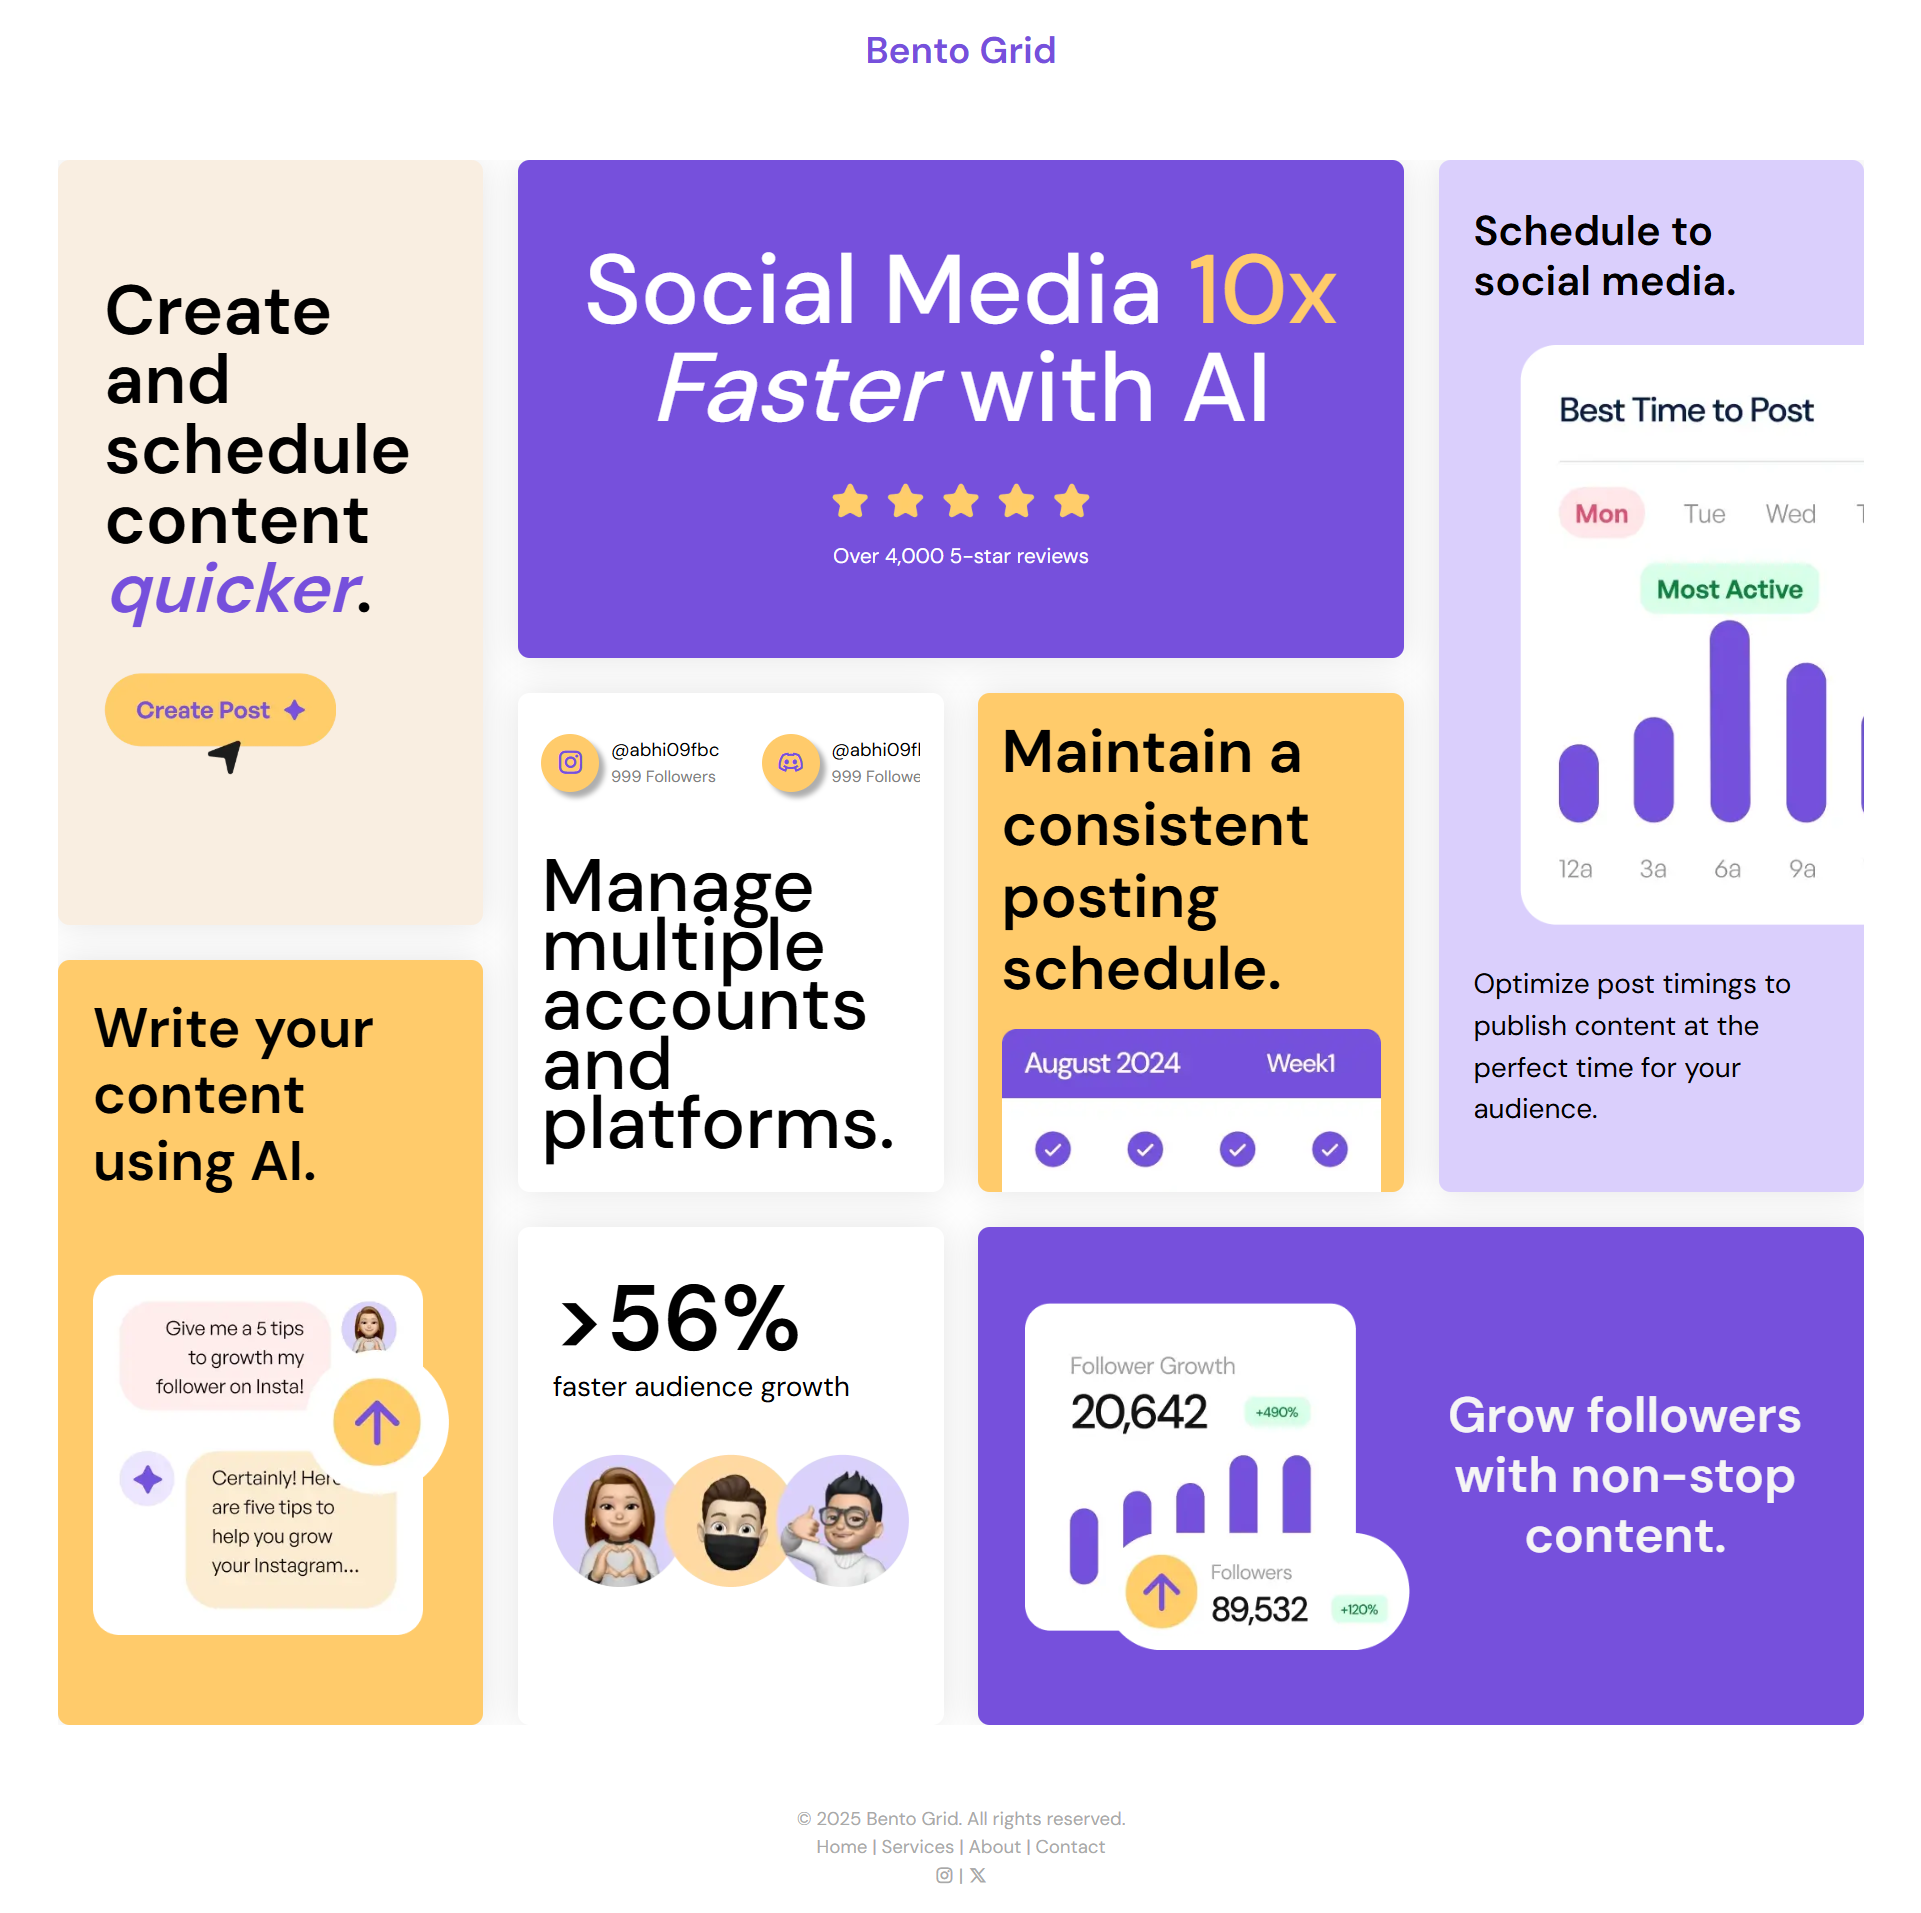 Bento Grid
Create
and
schedule
content
quicker.
Create Post
Social Media 10x
Faster with AI
Over 4,000 5-star reviews
Schedule to
social media.
Best Time to Post
Mon Tue Wed
Most Active
12a 3a 6a 9a
Optimize post timings to
publish content at the
perfect time for your
audience.
@abhi09fbc
999 Followers
@abhi09f
999 Followe
Manage
multiple
accounts
and
platforms.
Maintain a
consistent
posting
schedule.
August 2024 Week1
Write your
content
using AI.
Give me a 5 tips
to growth my
follower on Insta!
Certainly! Here
are five tips to
help you grow
your Instagram...
>56%
faster audience growth
Follower Growth
20,642 +490%
Followers
89,532 +120%
Grow followers
with non-stop
content.
© 2025 Bento Grid. All rights reserved.
Home | Services | About | Contact
|